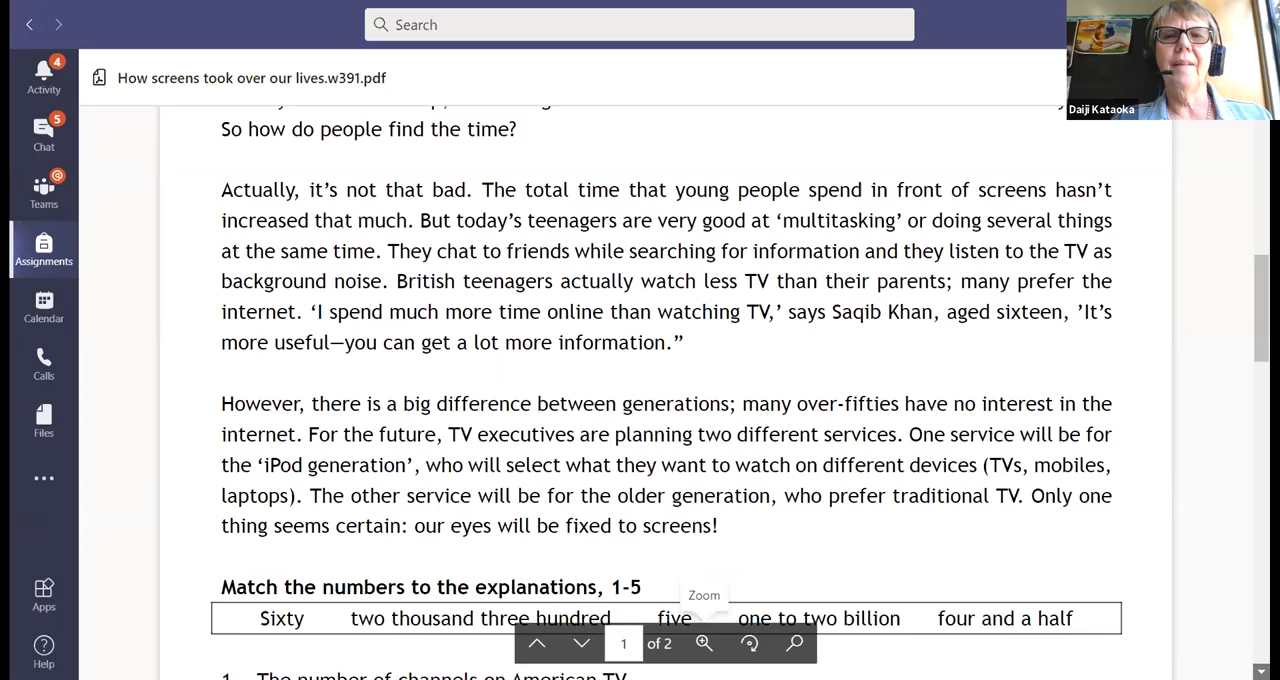 Search
4
Activity
5
Chat
@
Teams
Assignments
Calendar
Calls
Files
Apps
Help
How screens took over our lives.w391.pdf
Daiji Kataoka
So how do people find the time?
Actually, it’s not that bad. The total time that young people spend in front of screens hasn’t
increased that much. But today’s teenagers are very good at ‘multitasking’ or doing several things
at the same time. They chat to friends while searching for information and they listen to the TV as
background noise. British teenagers actually watch less TV than their parents; many prefer the
internet. ‘I spend much more time online than watching TV,’ says Saqib Khan, aged sixteen, ’It’s
more useful—you can get a lot more information.”
However, there is a big difference between generations; many over-fifties have no interest in the
internet. For the future, TV executives are planning two different services. One service will be for
the ‘iPod generation’, who will select what they want to watch on different devices (TVs, mobiles,
laptops). The other service will be for the older generation, who prefer traditional TV. Only one
thing seems certain: our eyes will be fixed to screens!
Match the numbers to the explanations, 1-5
Zoom
Sixty two thousand three hundred five one to two billion four and a half
1 of 2
1. The number of channels on American TV